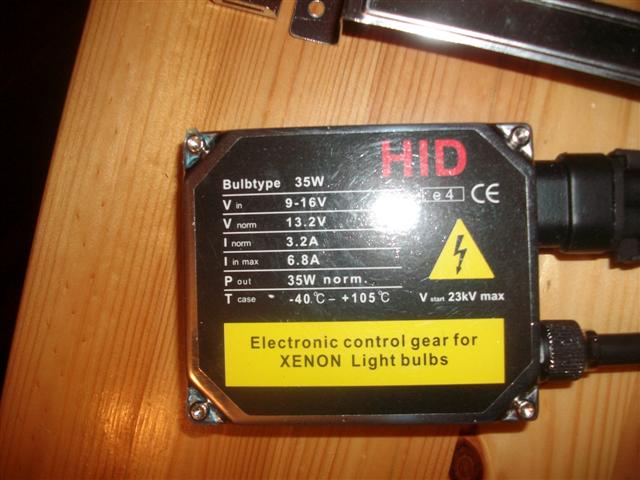 HID
Bulbtype 35W
V in 9-16V
V norm 13.2V
I norm 3.2A
I in max 6.8A
P out 35W norm.
T case -40℃ - +105℃
e4 CE
V start 23kV max
Electronic control gear for
XENON Light bulbs